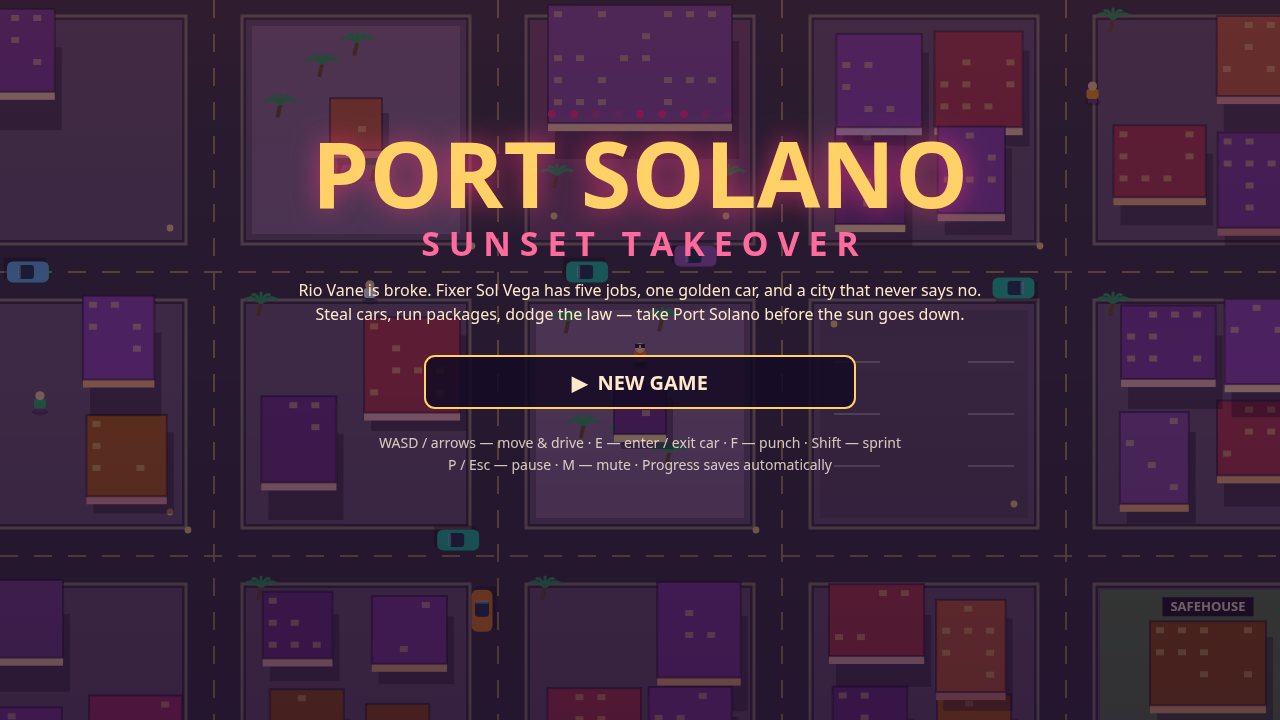 PORT SOLANO
SUNSET TAKEOVER
Rio Vane is broke. Fixer Sol Vega has five jobs, one golden car, and a city that never says no.
Steal cars, run packages, dodge the law — take Port Solano before the sun goes down.
▶ NEW GAME
WASD / arrows — move & drive · E — enter / exit car · F — punch · Shift — sprint
P / Esc — pause · M — mute · Progress saves automatically
SAFEHOUSE